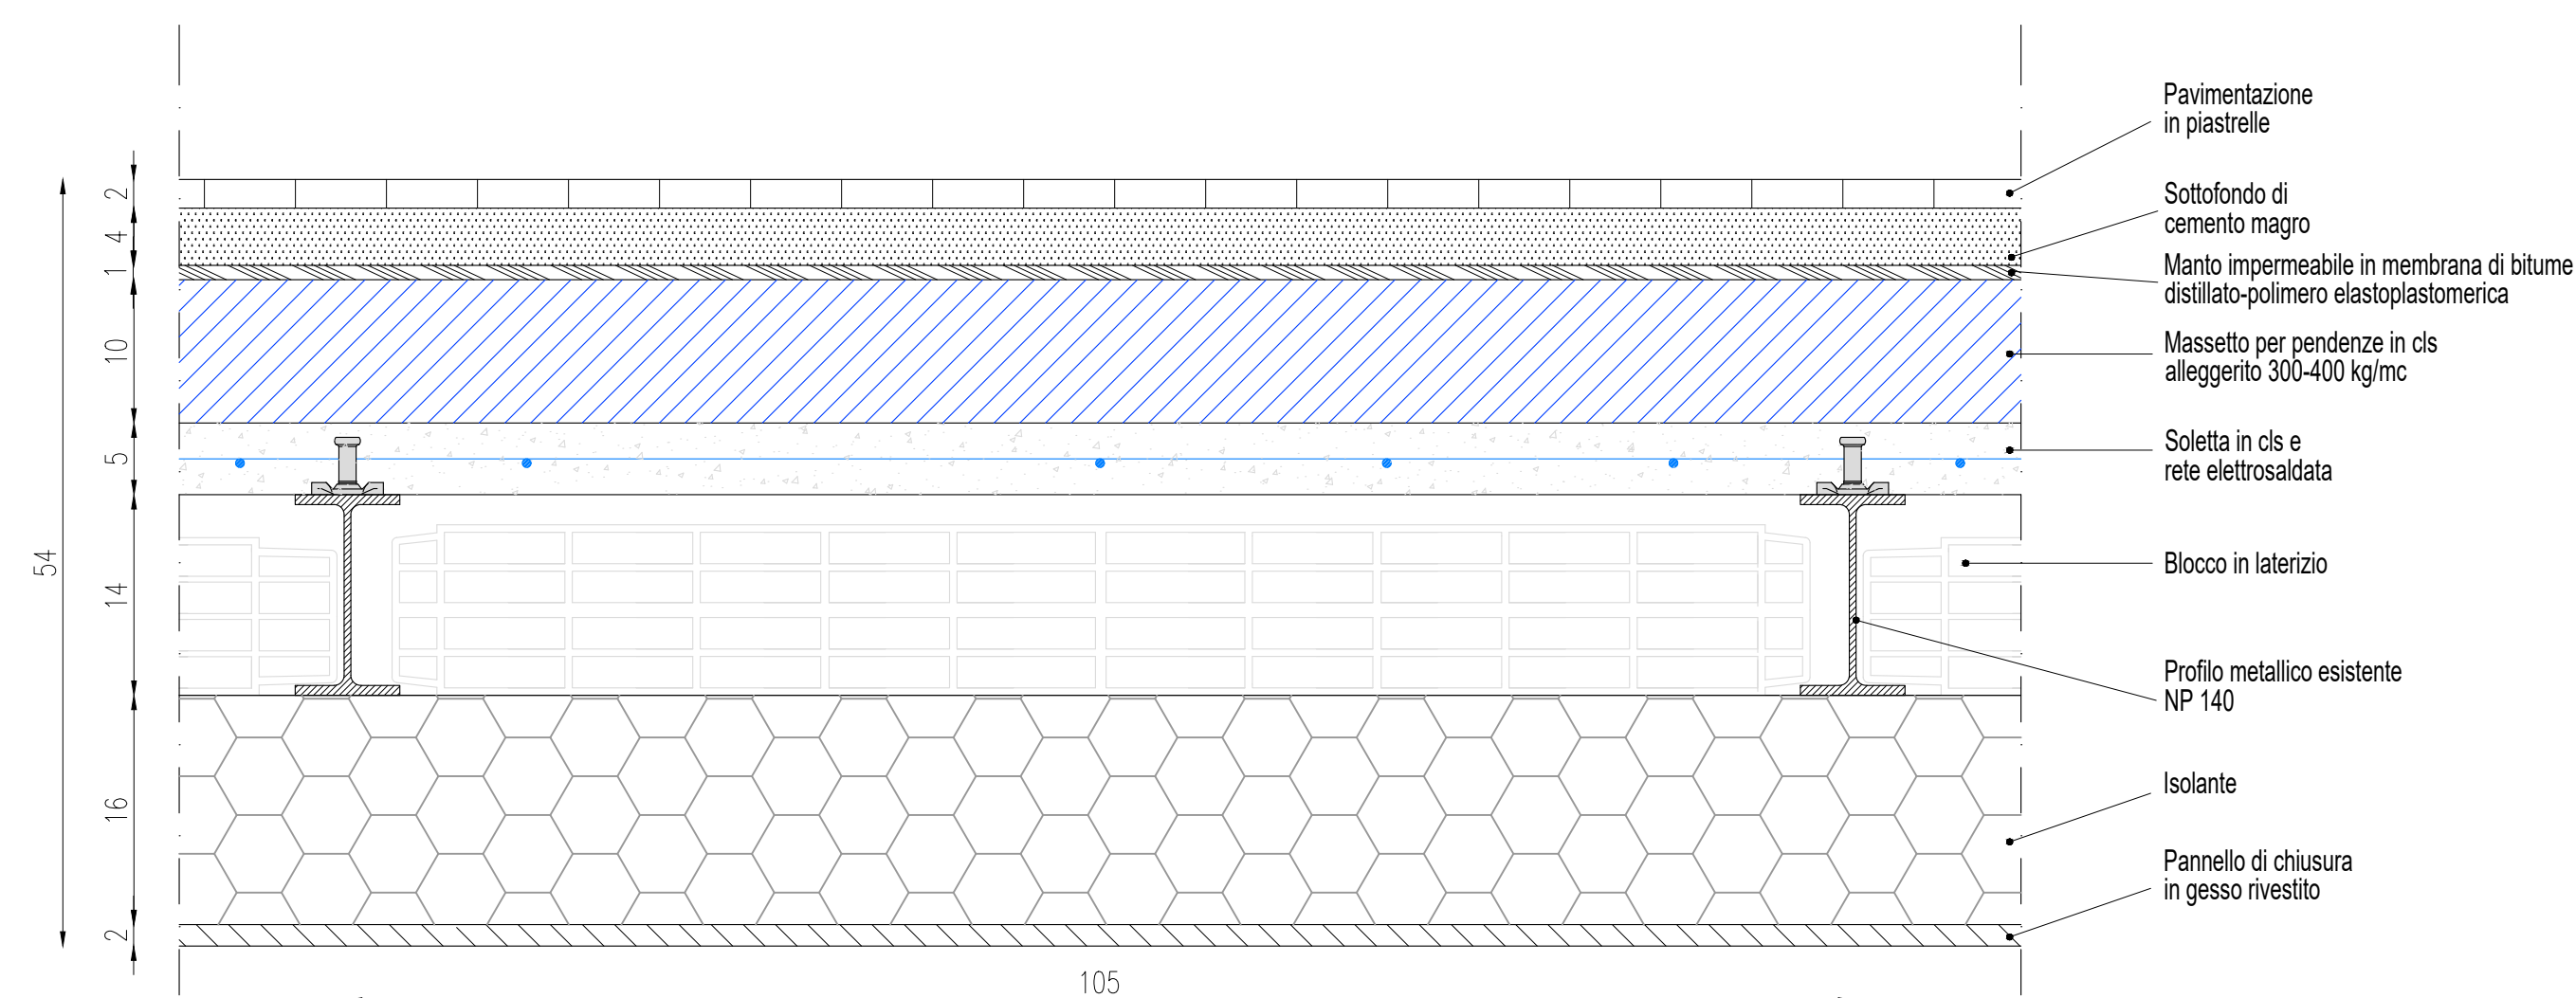 Pavimentazione
in piastrelle
Sottofondo di
cemento magro
Manto impermeabile in membrana di bitume
distillato-polimero elastoplastomerica
Massetto per pendenze in cls
alleggerito 300-400 kg/mc
Soletta in cls e
rete elettrosaldata
Blocco in laterizio
Profilo metallico esistente
NP 140
Isolante
Pannello di chiusura
in gesso rivestito
2
4
1
10
5
14
16
2
54
105